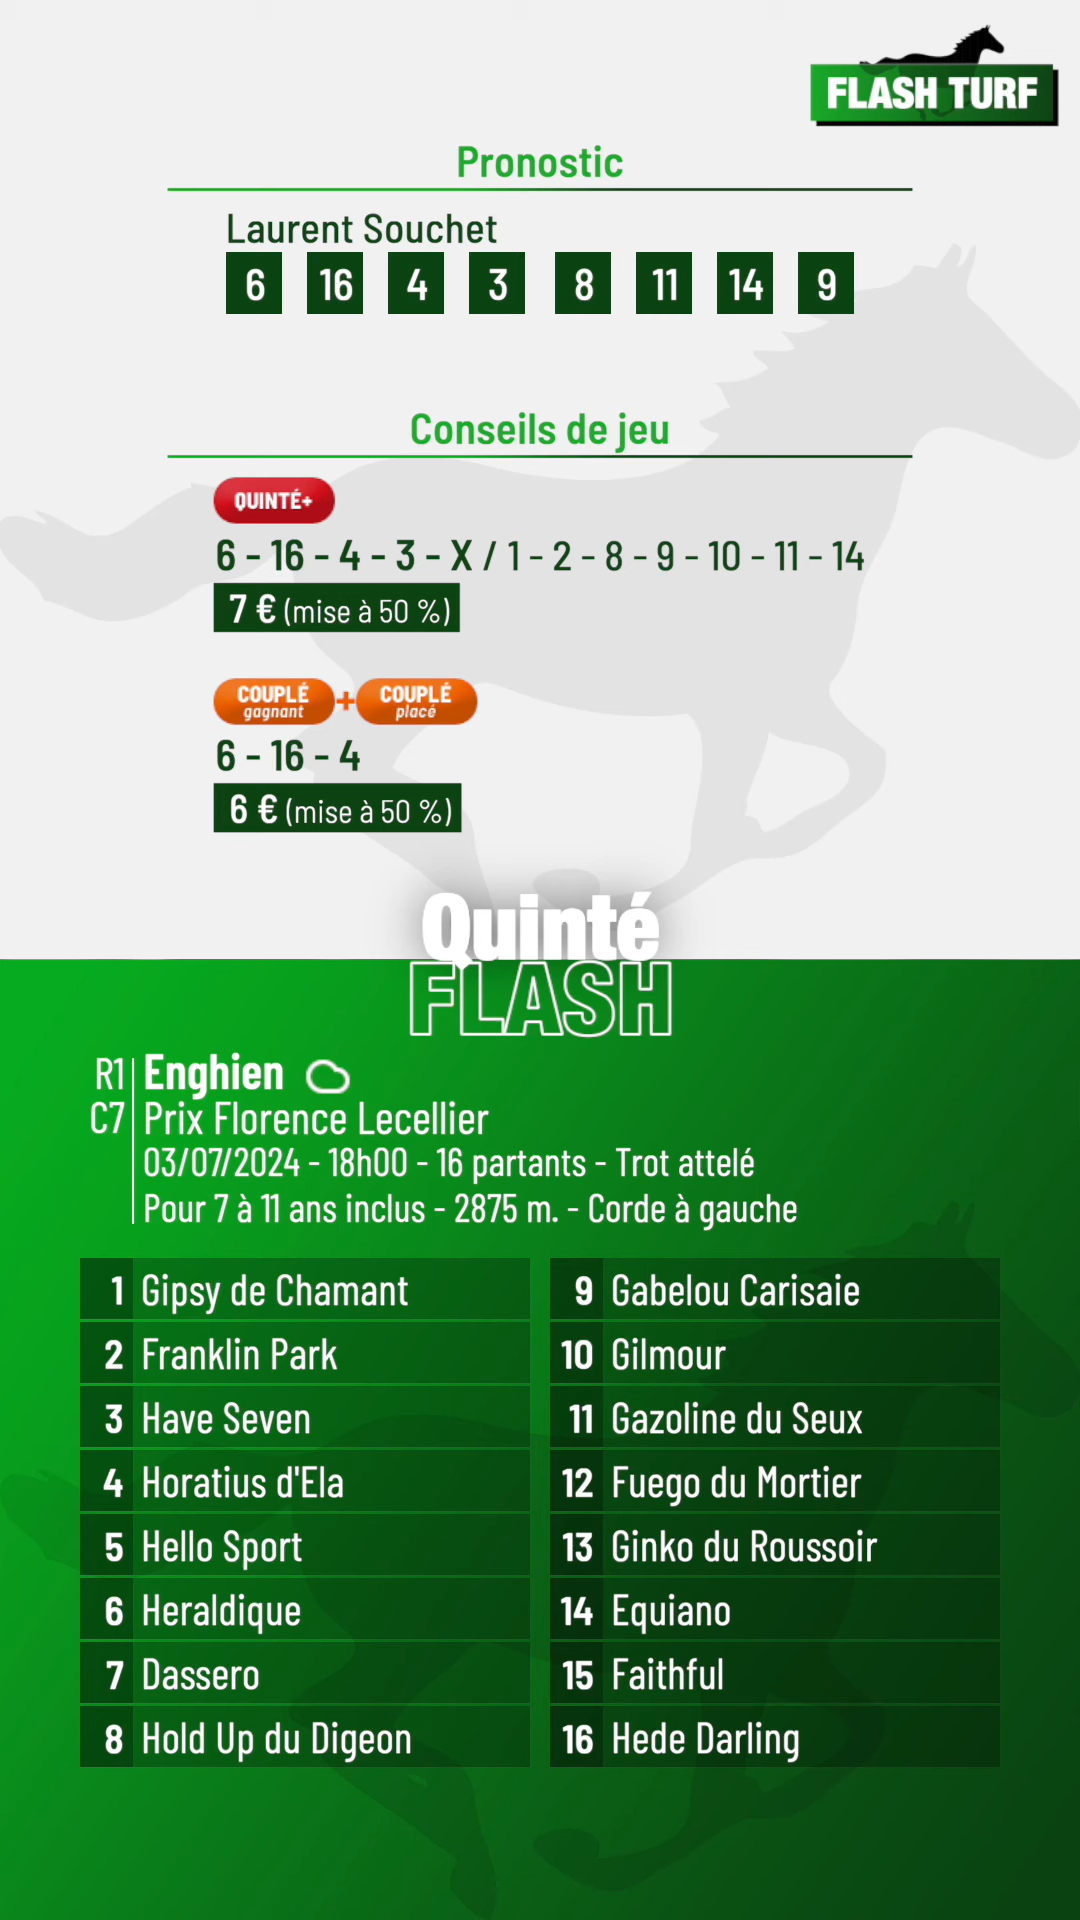 FLASH TURF
Pronostic
Laurent Souchet
6 16 4 3 8 11 14 9
Conseils de jeu
QUINTÉ+
6 - 16 - 4 - 3 - X / 1 - 2 - 8 - 9 - 10 - 11 - 14
7 € (mise à 50 %)
COUPLÉ gagnant + COUPLÉ placé
6 - 16 - 4
6 € (mise à 50 %)
Quinté
FLASH
R1 Enghien
C7 Prix Florence Lecellier
03/07/2024 - 18h00 - 16 partants - Trot attelé
Pour 7 à 11 ans inclus - 2875 m. - Corde à gauche
1 Gipsy de Chamant
2 Franklin Park
3 Have Seven
4 Horatius d'Ela
5 Hello Sport
6 Heraldique
7 Dassero
8 Hold Up du Digeon
9 Gabelou Carisaie
10 Gilmour
11 Gazoline du Seux
12 Fuego du Mortier
13 Ginko du Roussoir
14 Equiano
15 Faithful
16 Hede Darling